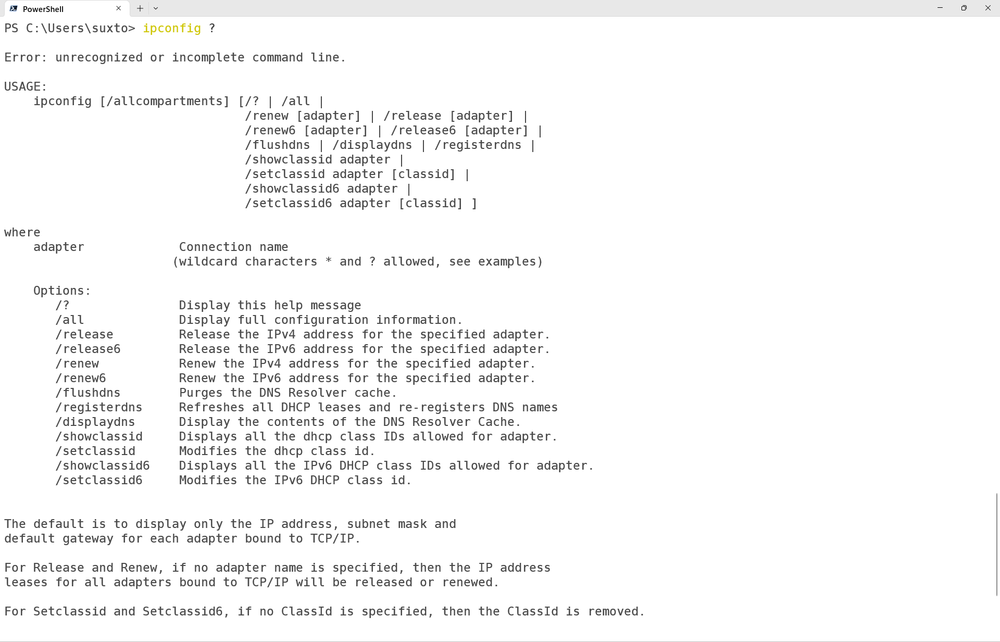 PowerShell
PS C:\Users\suxto> ipconfig ?
Error: unrecognized or incomplete command line.
USAGE:
    ipconfig [/allcompartments] [/? | /all |
                                 /renew [adapter] | /release [adapter] |
                                 /renew6 [adapter] | /release6 [adapter] |
                                 /flushdns | /displaydns | /registerdns |
                                 /showclassid adapter |
                                 /setclassid adapter [classid] |
                                 /showclassid6 adapter |
                                 /setclassid6 adapter [classid] ]
where
    adapter             Connection name
                       (wildcard characters * and ? allowed, see examples)
    Options:
       /?               Display this help message
       /all             Display full configuration information.
       /release         Release the IPv4 address for the specified adapter.
       /release6        Release the IPv6 address for the specified adapter.
       /renew           Renew the IPv4 address for the specified adapter.
       /renew6          Renew the IPv6 address for the specified adapter.
       /flushdns        Purges the DNS Resolver cache.
       /registerdns     Refreshes all DHCP leases and re-registers DNS names
       /displaydns      Display the contents of the DNS Resolver Cache.
       /showclassid     Displays all the dhcp class IDs allowed for adapter.
       /setclassid      Modifies the dhcp class id.
       /showclassid6    Displays all the IPv6 DHCP class IDs allowed for adapter.
       /setclassid6     Modifies the IPv6 DHCP class id.
The default is to display only the IP address, subnet mask and
default gateway for each adapter bound to TCP/IP.
For Release and Renew, if no adapter name is specified, then the IP address
leases for all adapters bound to TCP/IP will be released or renewed.
For Setclassid and Setclassid6, if no ClassId is specified, then the ClassId is removed.